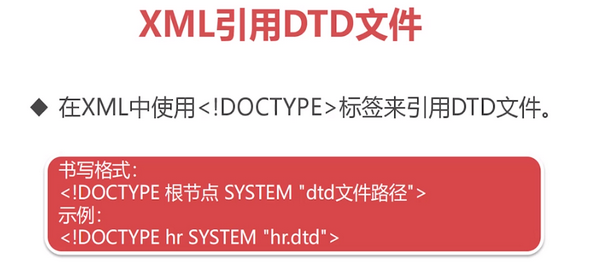 XML引用DTD文件
◆ 在XML中使用<!DOCTYPE>标签来引用DTD文件。
书写格式：
<!DOCTYPE 根节点 SYSTEM "dtd文件路径">
示例：
<!DOCTYPE hr SYSTEM "hr.dtd">